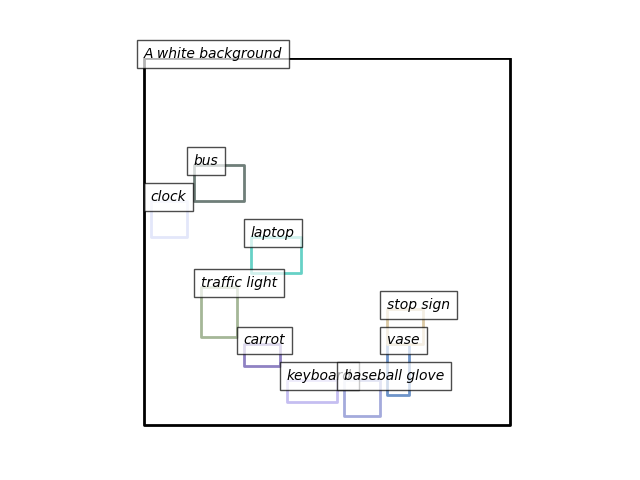 A white background
bus
clock
laptop
traffic light
stop sign
carrot
vase
keyboard
baseball glove